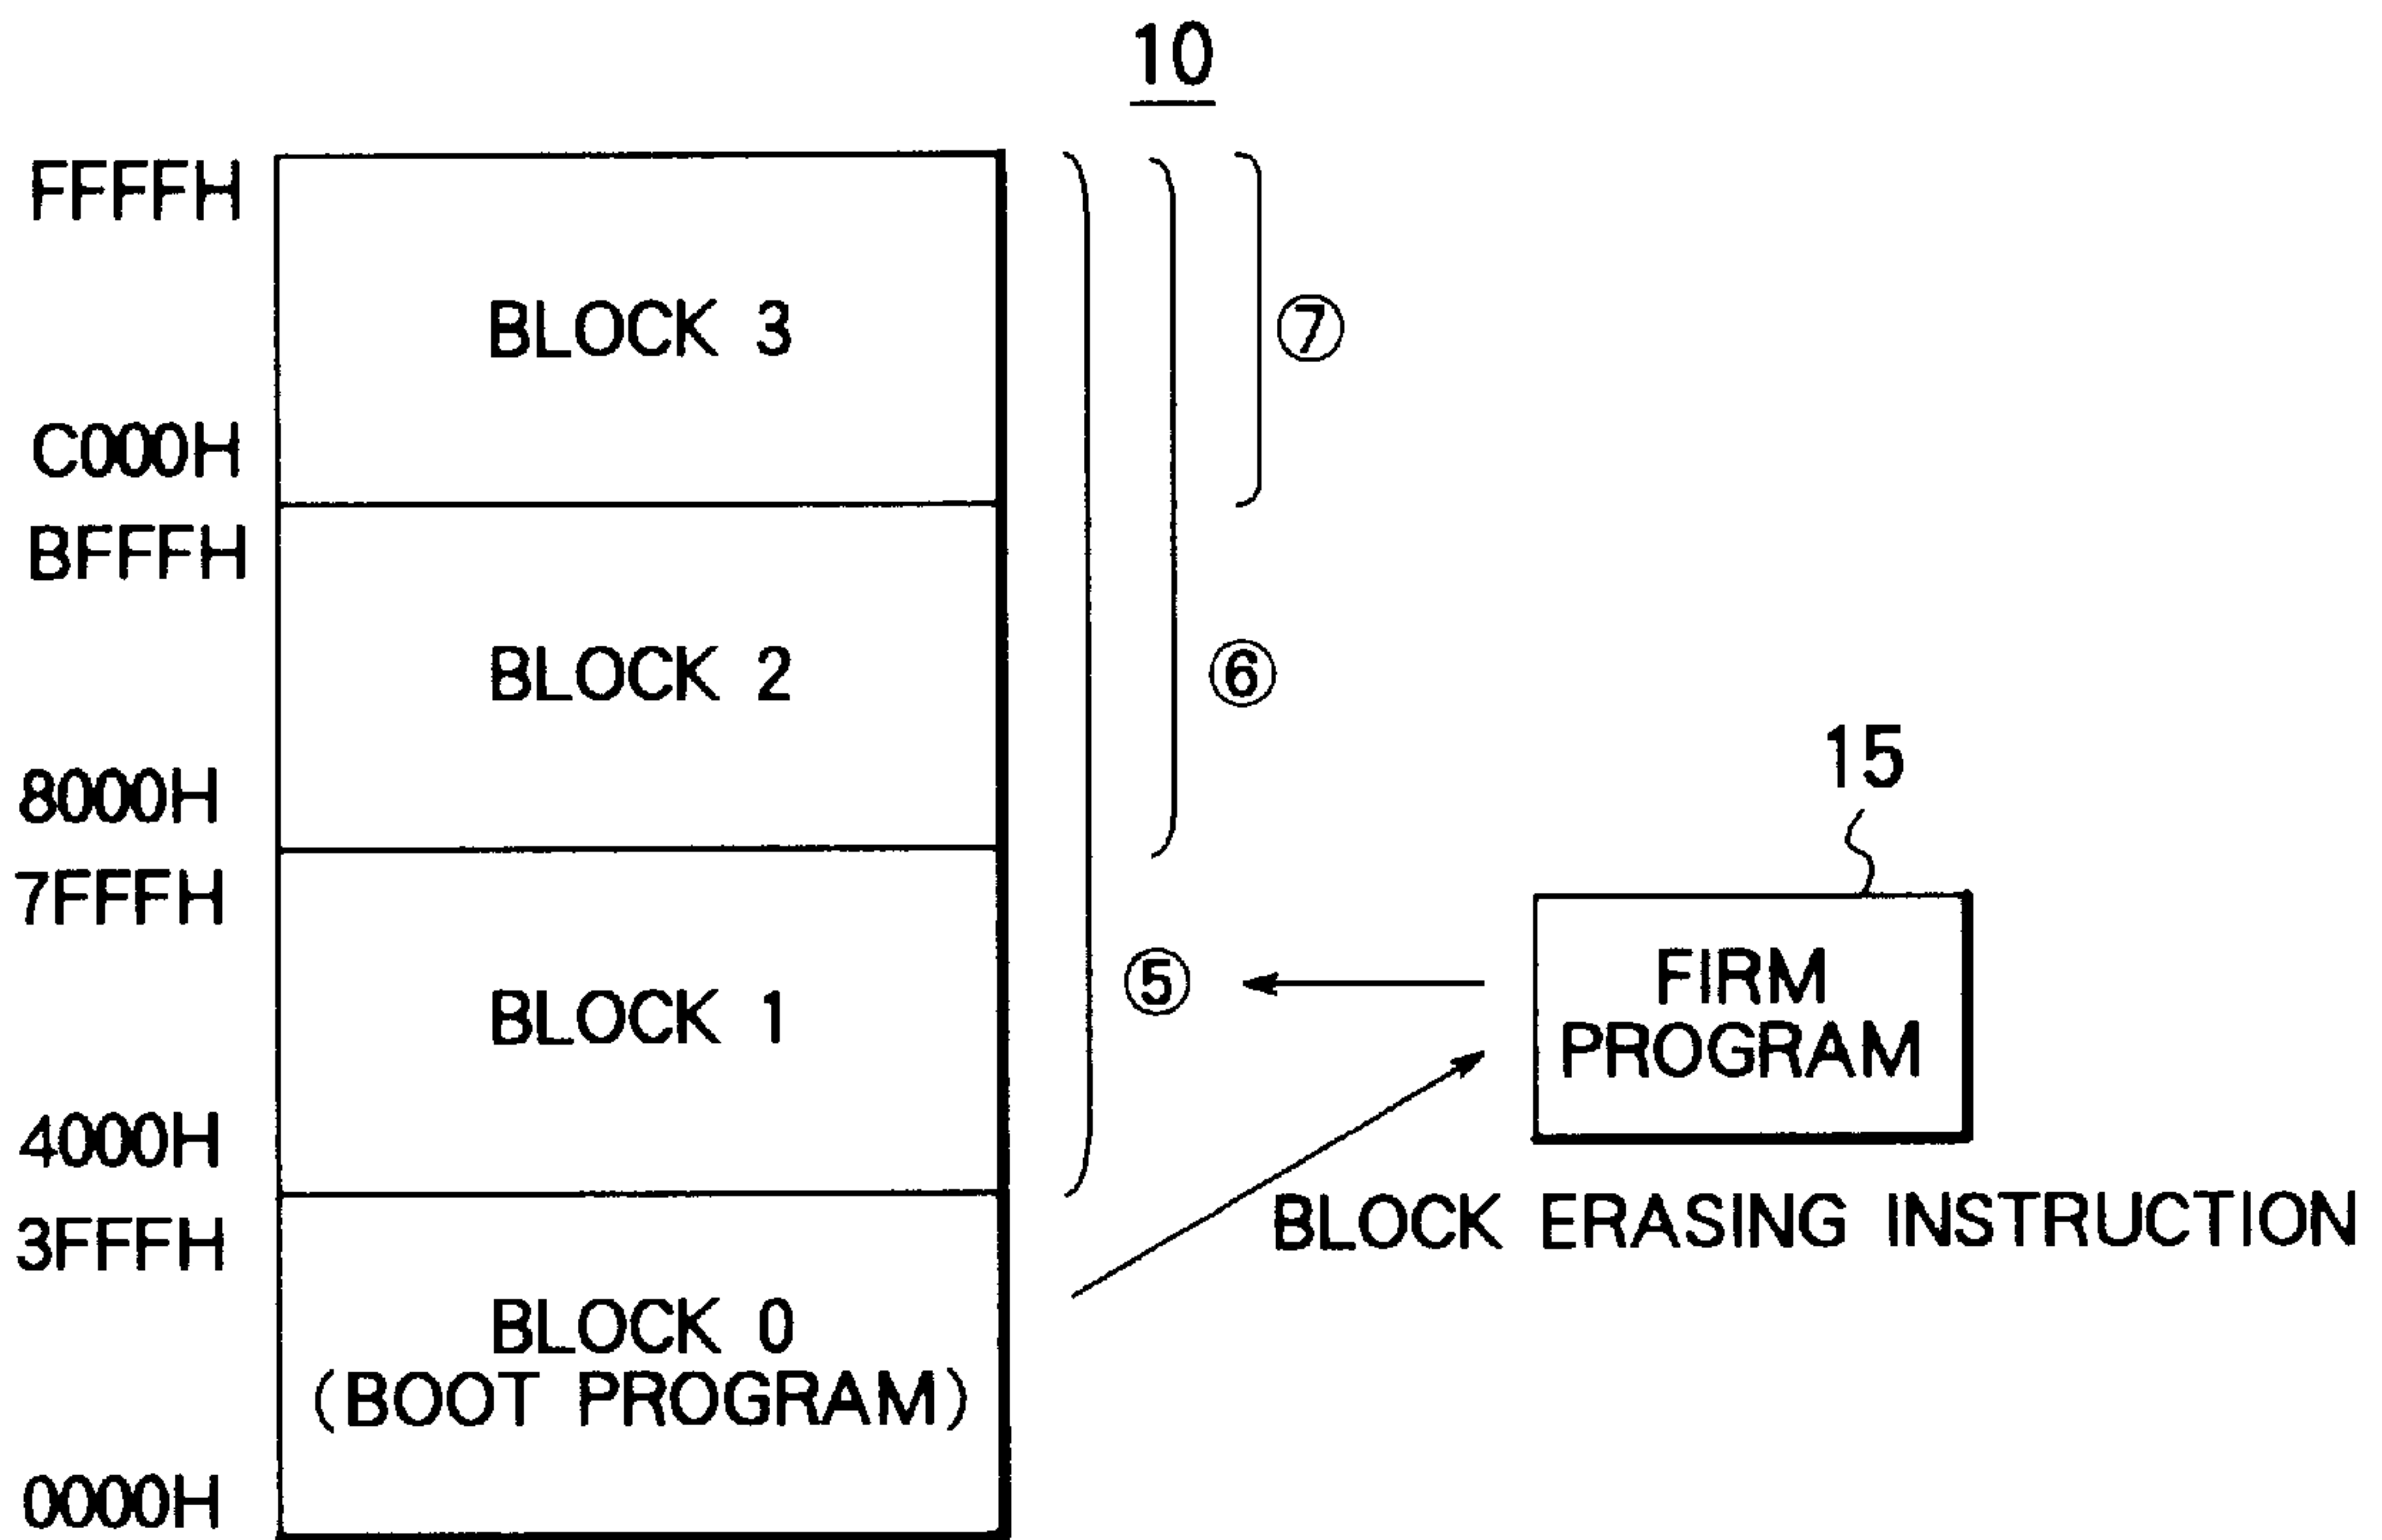 10
FFFFH
BLOCK 3
⑦
C000H
BFFFH
BLOCK 2
⑥
8000H
15
7FFFH
FIRM
PROGRAM
⑤
BLOCK 1
4000H
BLOCK ERASING INSTRUCTION
3FFFH
BLOCK 0
(BOOT PROGRAM)
0000H